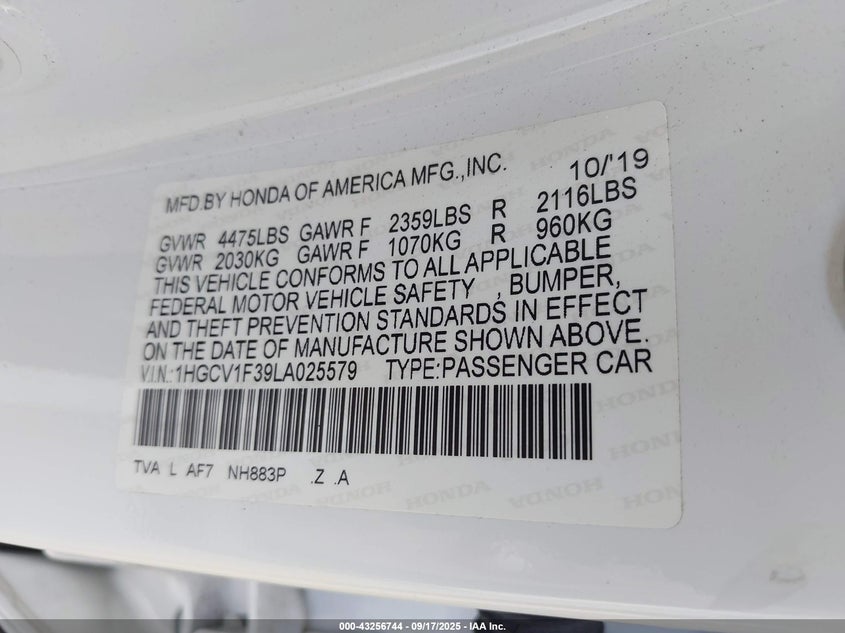 MFD.BY HONDA OF AMERICA MFG.,INC. 10/'19
GVWR 4475LBS GAWR F 2359LBS R 2116LBS
GVWR 2030KG GAWR F 1070KG R 960KG
THIS VEHICLE CONFORMS TO ALL APPLICABLE
FEDERAL MOTOR VEHICLE SAFETY , BUMPER,
AND THEFT PREVENTION STANDARDS IN EFFECT
ON THE DATE OF MANUFACTURE SHOWN ABOVE.
V.I.N.:1HGCV1F39LA025579 TYPE:PASSENGER CAR
TVA L AF7 NH883P .Z .A
000-43256744 - 09/17/2025 - IAA Inc.